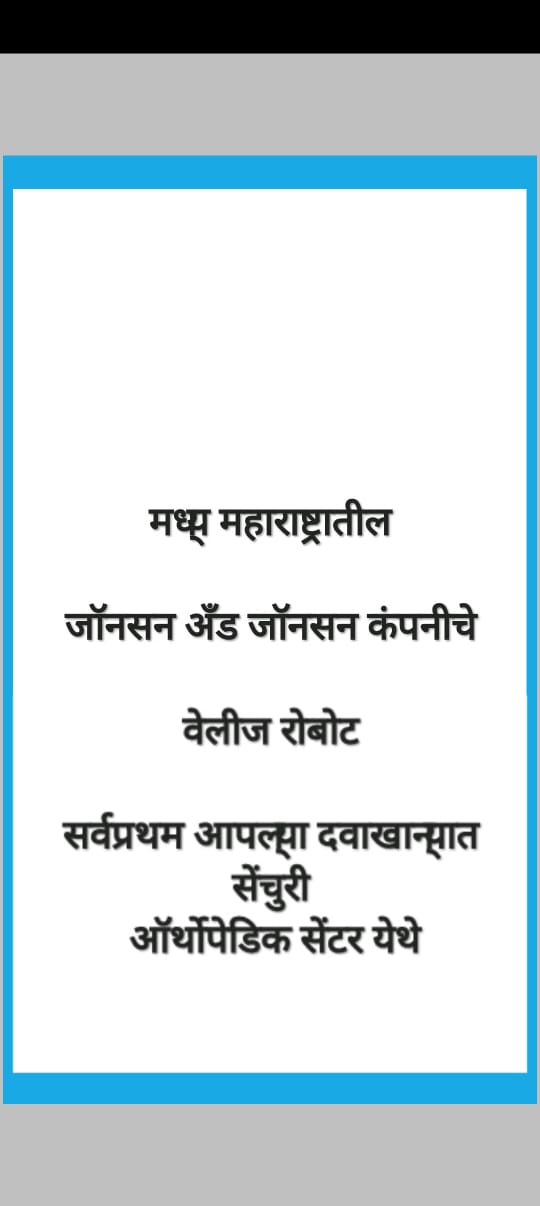 मध्य् महाराष्ट्रातील
जॉनसन अँड जॉनसन कंपनीचे
वेलीज रोबोट
सर्वप्रथम आपल्या दवाखान्यात
सेंचुरी
ऑर्थोपेडिक सेंटर येथे